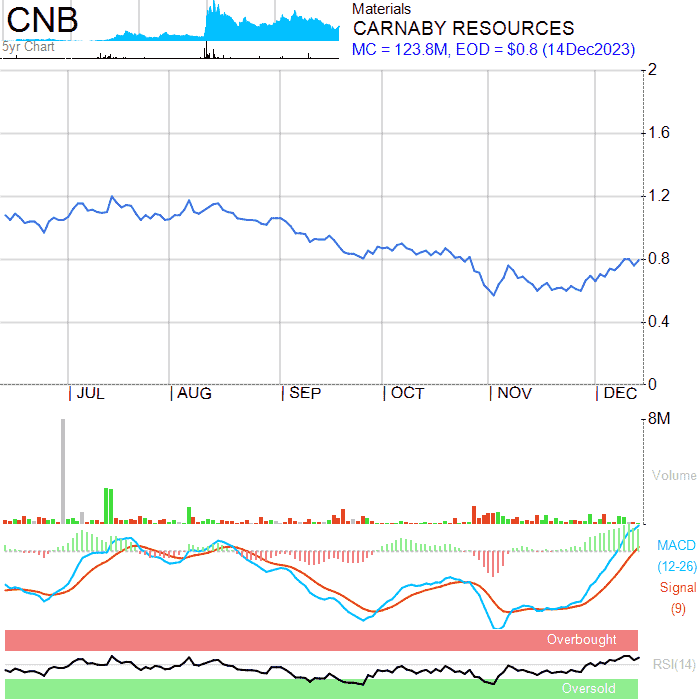 CNB
5yr Chart
Materials
CARNABY RESOURCES
MC = 123.8M, EOD = $0.8 (14Dec2023)
2
1.6
1.2
0.8
0.4
0
JUL
AUG
SEP
OCT
NOV
DEC
8M
Volume
MACD
(12-26)
Signal
(9)
Overbought
RSI(14)
Oversold